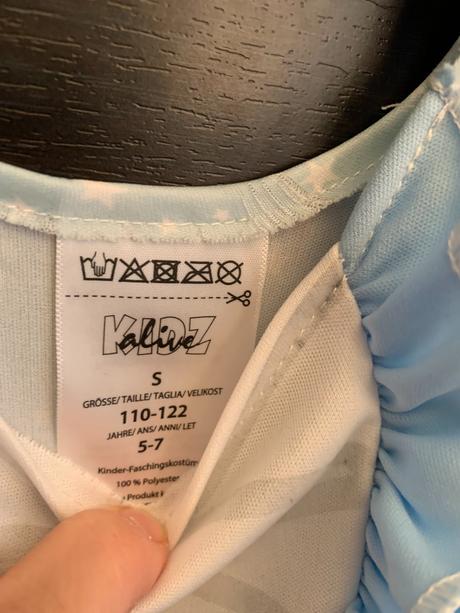 KIDZ
alive
S
GRÖSSE/ TAILLE/ TAGLIA/ VELIKOST
110-122
JAHRE/ ANS/ ANNI/ LET
5-7
Kinder-Faschingskostüm
100 % Polyester
Produkt